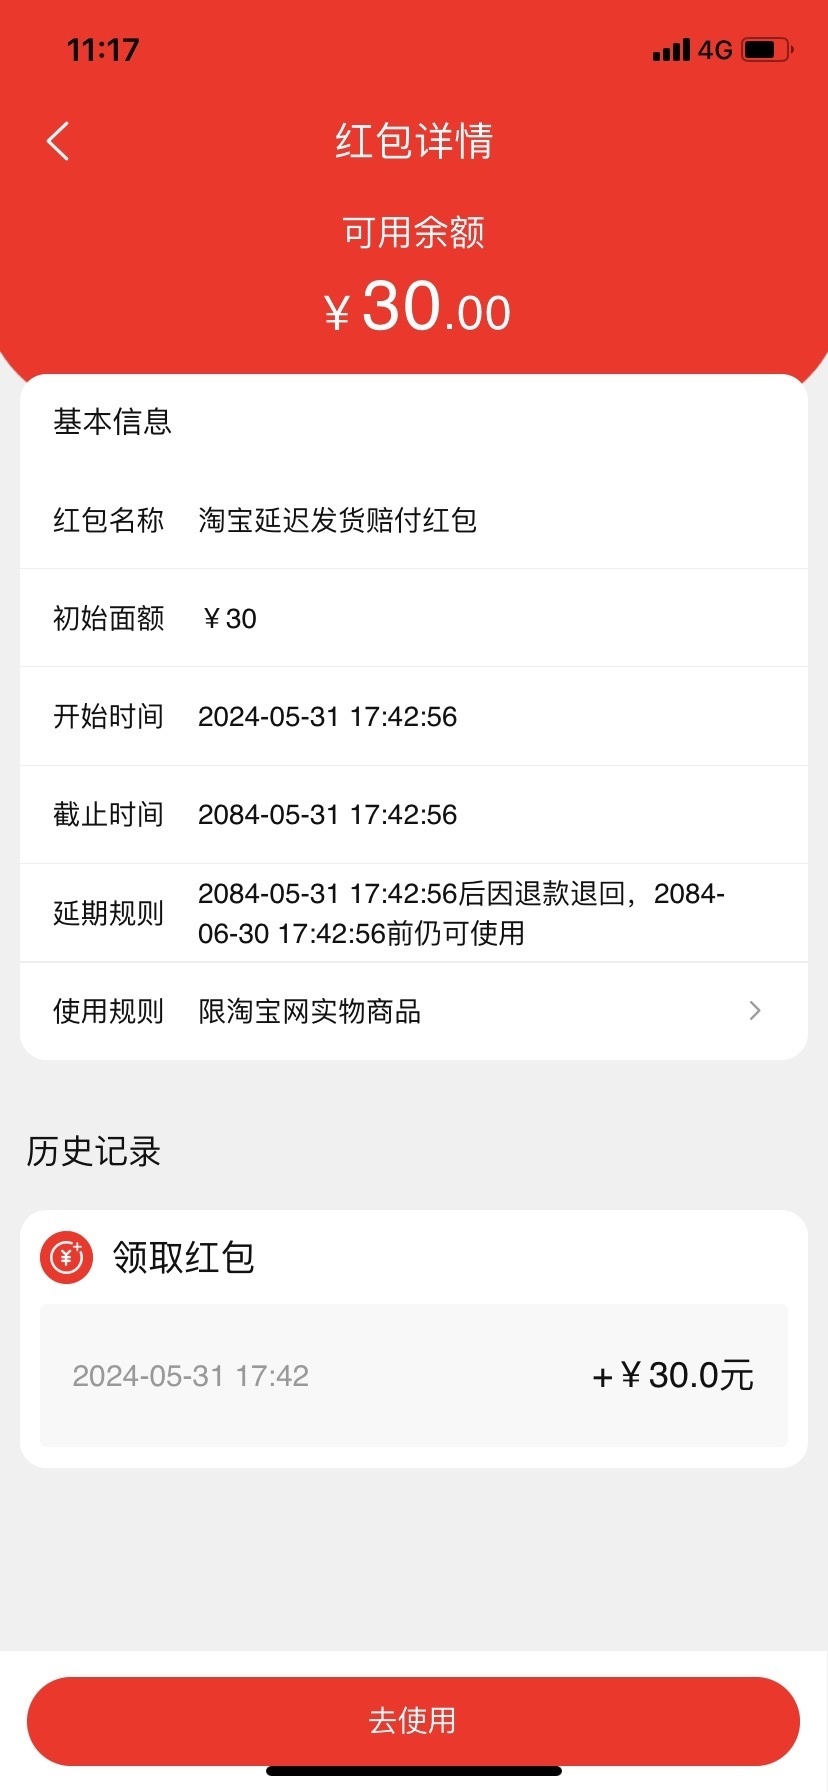 11:17 4G
红包详情
可用余额
¥30.00
基本信息
红包名称 淘宝延迟发货赔付红包
初始面额 ¥30
开始时间 2024-05-31 17:42:56
截止时间 2084-05-31 17:42:56
延期规则 2084-05-31 17:42:56后因退款退回，2084-
06-30 17:42:56前仍可使用
使用规则 限淘宝网实物商品
历史记录
领取红包
2024-05-31 17:42 +¥30.0元
去使用